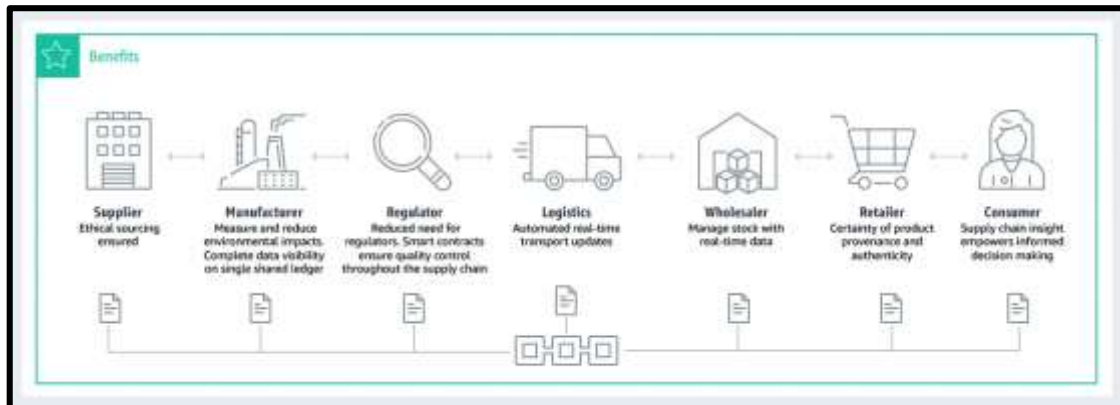 Benefits
Supplier
Ethical sourcing
ensured
Manufacturer
Measure and reduce
environmental impacts.
Complete data visibility
on single shared ledger
Regulator
Reduced need for
regulators. Smart contracts
ensure quality control
throughout the supply chain
Logistics
Automated real-time
transport updates
Wholesaler
Manage stock with
real-time data
Retailer
Certainty of product
provenance and
authenticity
Consumer
Supply chain insight
empowers informed
decision making